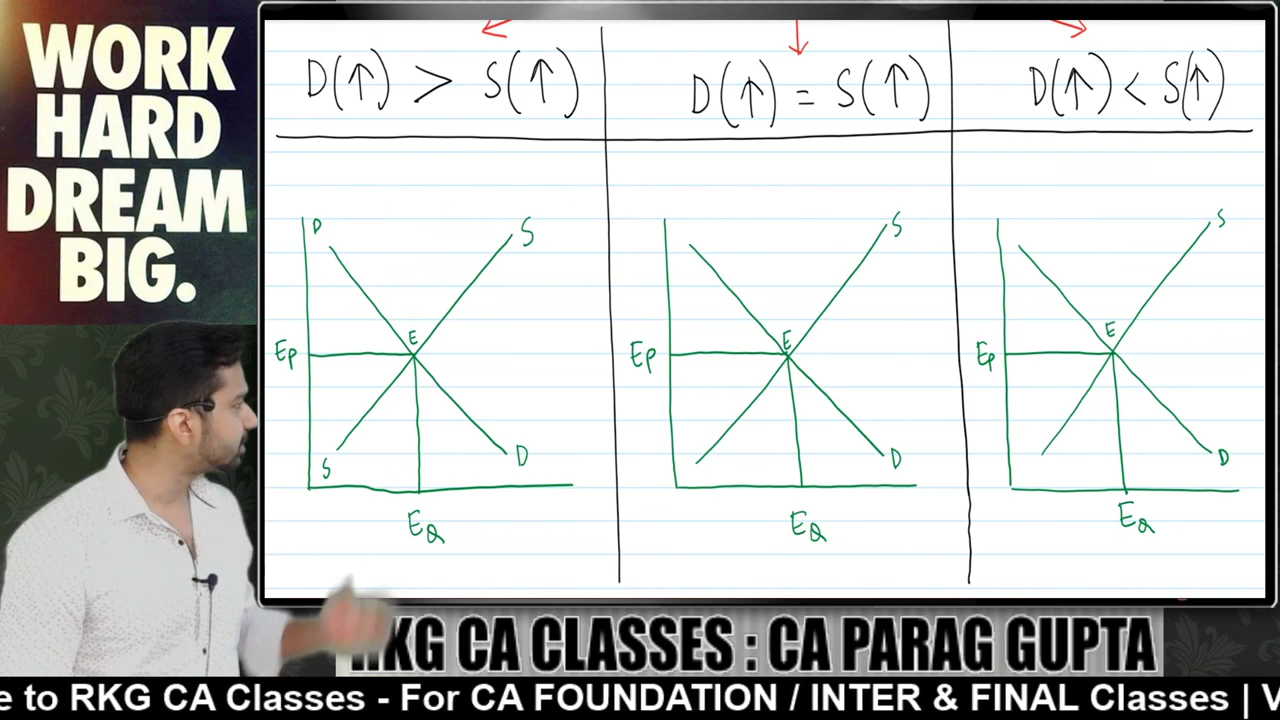 WORK
HARD
DREAM
BIG.
D(↑) > S(↑)
D(↑) = S(↑)
D(↑) < S(↑)
D
S
E
Ep
S
D
EQ
S
E
Ep
D
EQ
S
E
Ep
D
EQ
RKG CA CLASSES : CA PARAG GUPTA
e to RKG CA Classes - For CA FOUNDATION / INTER & FINAL Classes | V